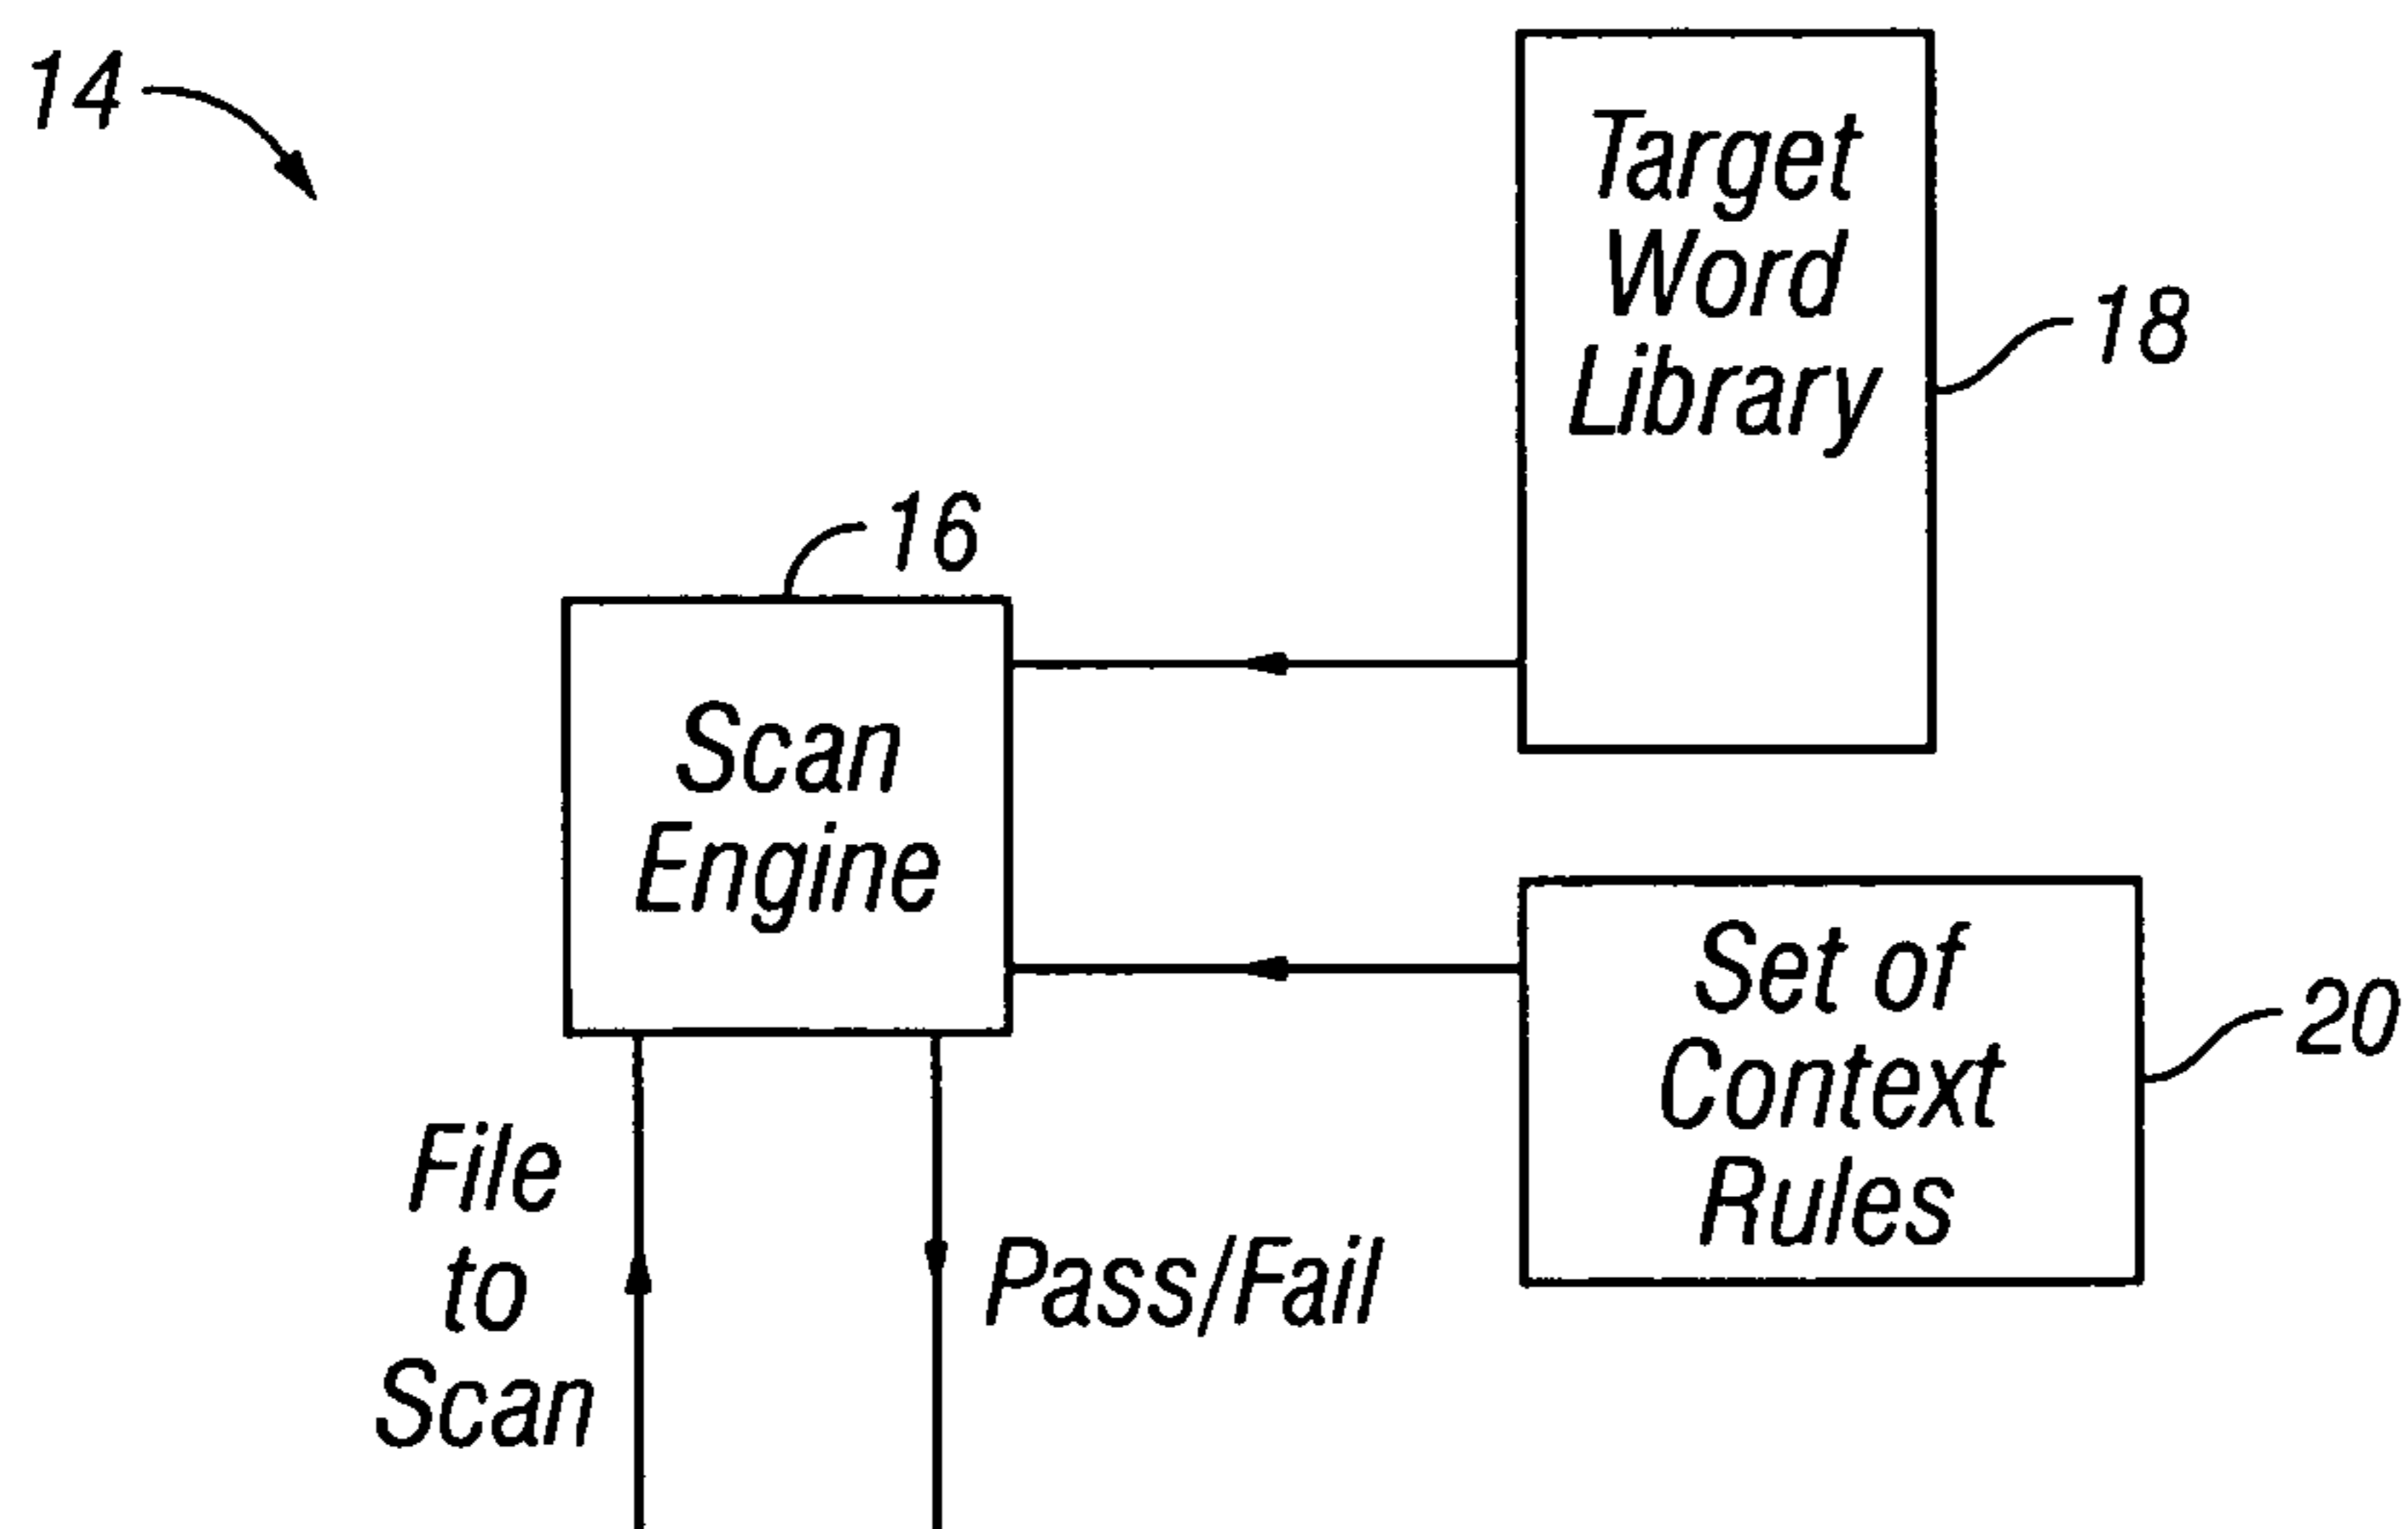 14
Target
Word
Library
18
16
Scan
Engine
Set of
Context
Rules
20
File
to
Scan
Pass/Fail